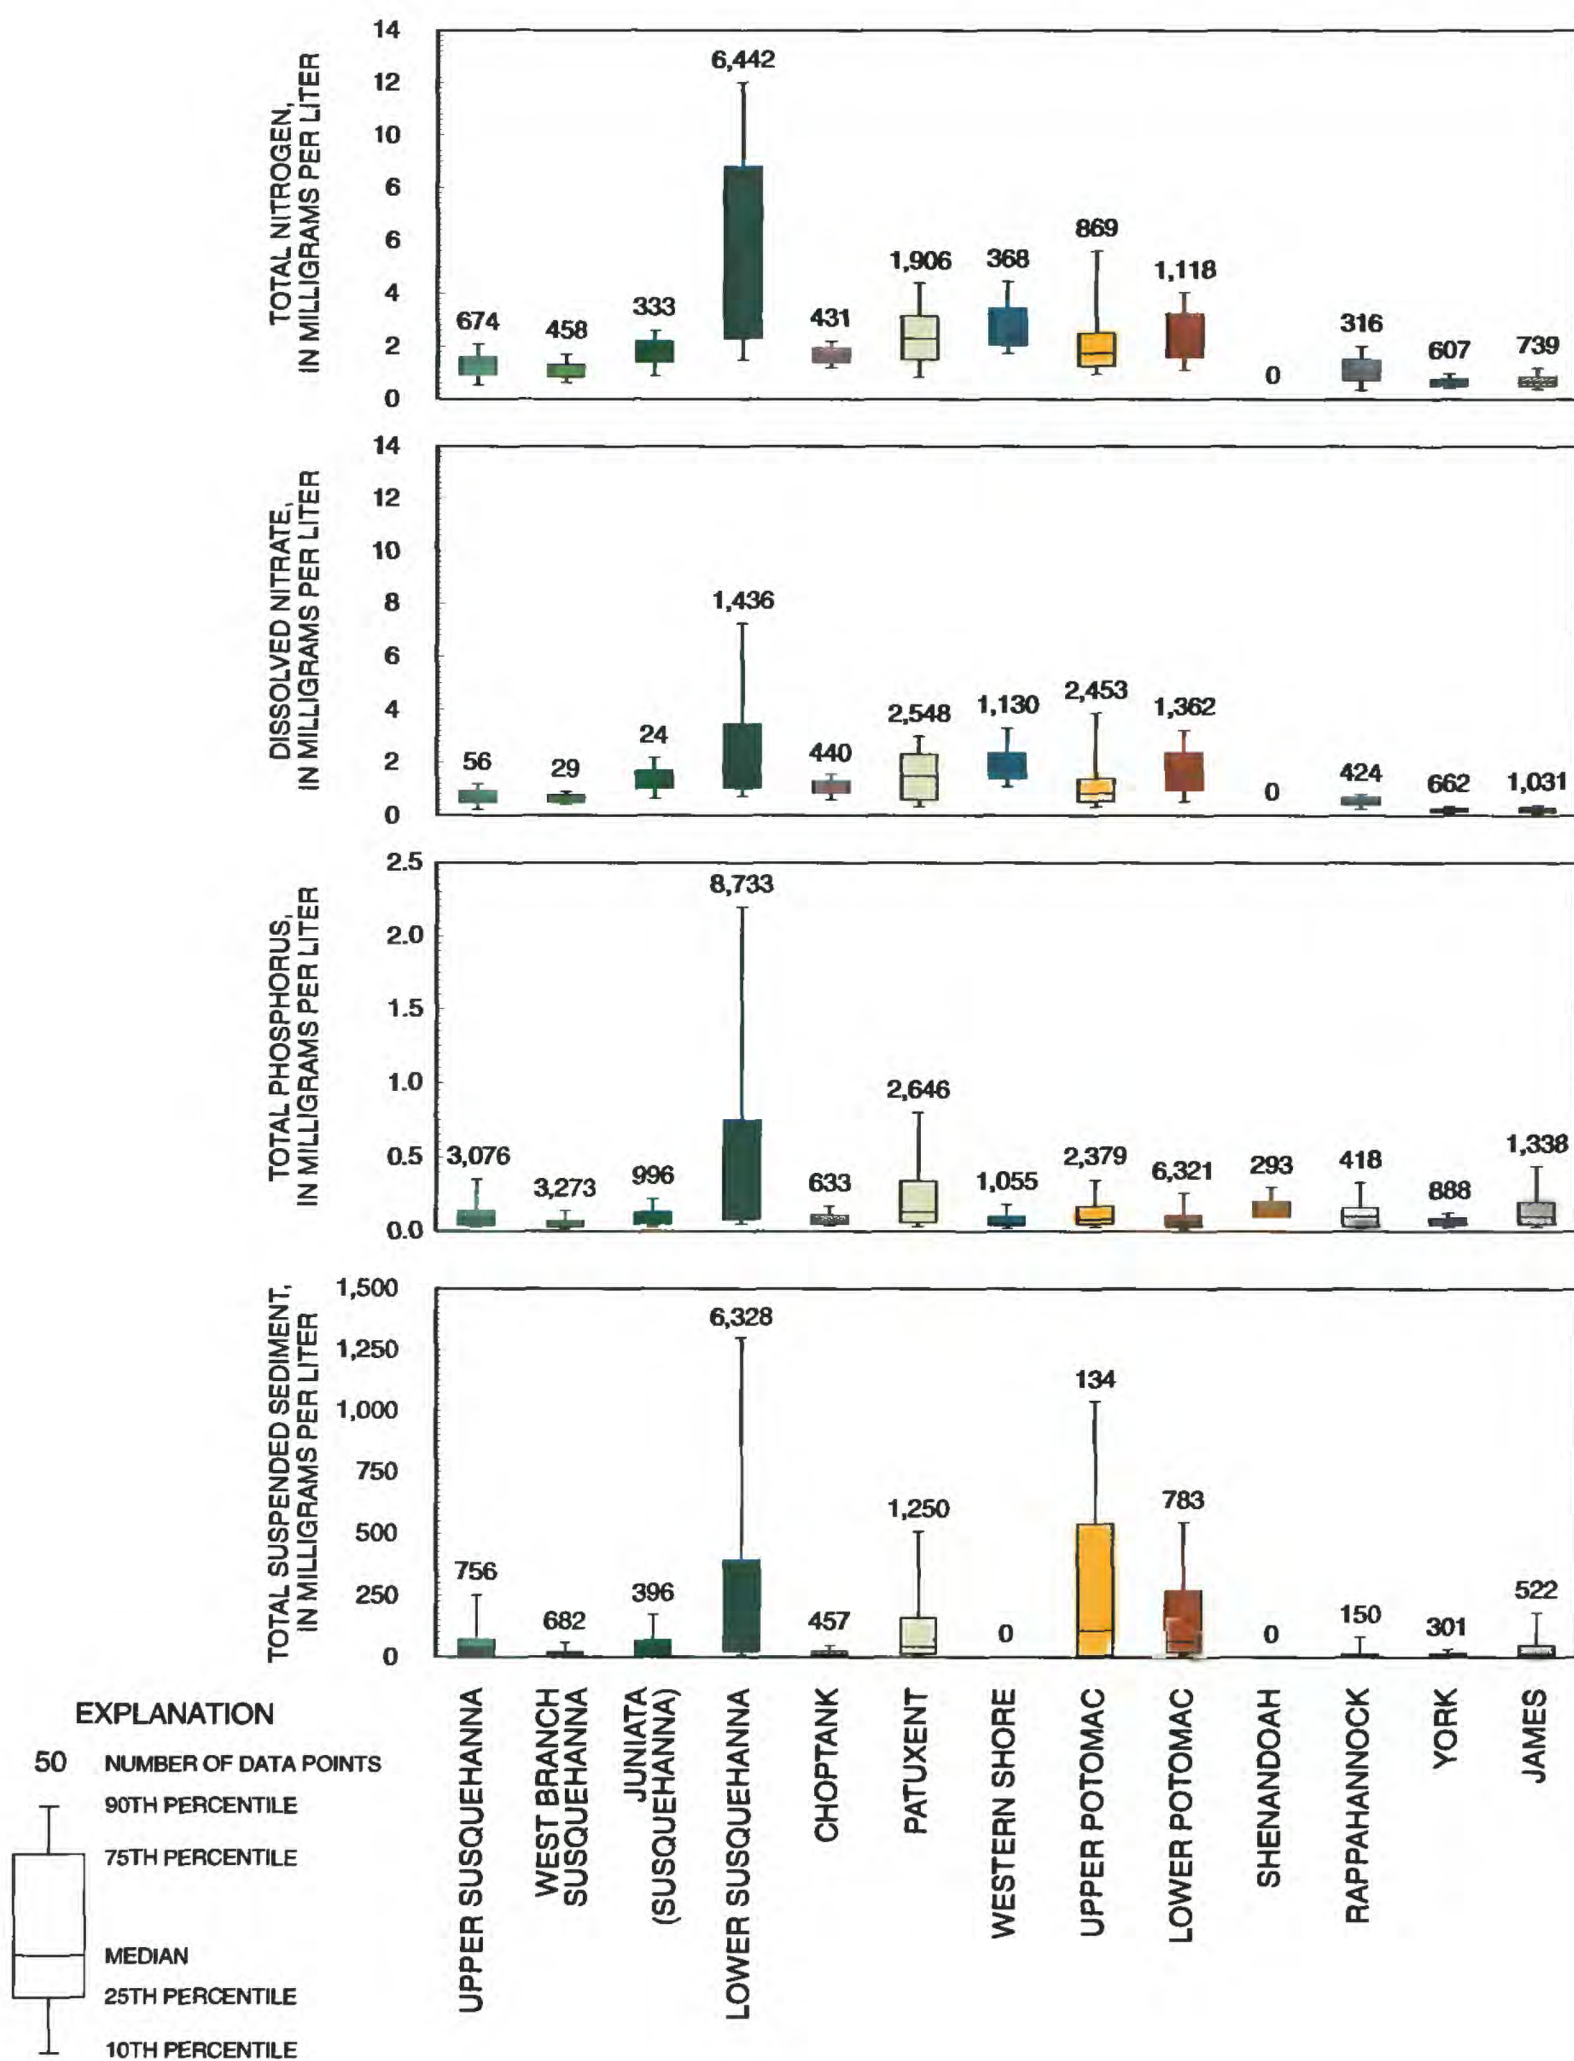 TOTAL NITROGEN,
IN MILLIGRAMS PER LITER
14
12
10
8
6
6
4
2
0
674
458
333
6,442
431
1,906
368
869
1,118
0
316
607
739
DISSOLVED NITRATE,
IN MILLIGRAMS PER LITER
14
12
10
8
6
4
2
0
56
29
24
1,436
440
2,548
1,130
2,453
1,362
0
424
662
1,031
TOTAL PHOSPHORUS,
IN MILLIGRAMS PER LITER
2.5
2.0
1.5
1.0
0.5
0.0
3,076
3,273
996
8,733
633
2,646
1,055
2,379
6,321
293
418
888
1,338
TOTAL SUSPENDED SEDIMENT,
IN MILLIGRAMS PER LITER
1,500
1,250
1,000
750
500
250
0
756
682
396
6,328
457
1,250
0
134
783
0
150
301
522
UPPER SUSQUEHANNA
WEST BRANCH
SUSQUEHANNA
JUNIATA
(SUSQUEHANNA)
LOWER SUSQUEHANNA
CHOPTANK
PATUXENT
WESTERN SHORE
UPPER POTOMAC
LOWER POTOMAC
SHENANDOAH
RAPPAHANNOCK
YORK
JAMES
EXPLANATION
50 NUMBER OF DATA POINTS
90TH PERCENTILE
75TH PERCENTILE
MEDIAN
25TH PERCENTILE
10TH PERCENTILE